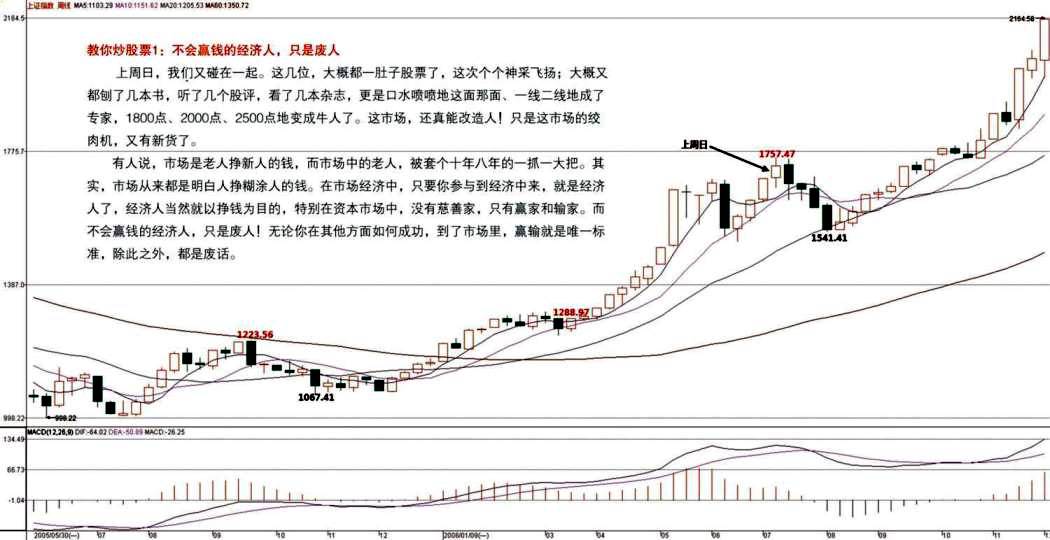 上证指数 周线 MA5:1103.29 MA10:1151.62 MA20:1205.53 MA60:1350.72
2184.5
2164.58
教你炒股票1：不会赢钱的经济人，只是废人
上周日，我们又碰在一起。这几位，大概都一肚子股票了，这次个个神采飞扬；大概又
都刨了几本书，听了几个股评，看了几本杂志，更是口水喷喷地这面那面、一线二线地成了
专家，1800点、2000点、2500点地变成牛人了。这市场，还真能改造人！只是这市场的绞
肉机，又有新货了。
上周日
1757.47
1775.7
有人说，市场是老人挣新人的钱，而市场中的老人，被套个十年八年的一抓一大把。其
实，市场从来都是明白人挣糊涂人的钱。在市场经济中，只要你参与到经济中来，就是经济
人了，经济人当然就以挣钱为目的，特别在资本市场中，没有慈善家，只有赢家和输家。而
不会赢钱的经济人，只是废人！无论你在其他方面如何成功，到了市场里，赢输就是唯一标
准，除此之外，都是废话。
1541.41
1387.0
1288.97
1223.56
1067.41
998.22
998.22
MACD(12,26,9) DIF:-64.02 DEA:-50.89 MACD:-26.25
134.49
66.73
-1.04
2005/05/30(一) 07 08 09 10 11 12 2006/01/09(一) 03 04 05 06 07 08 09 10 11